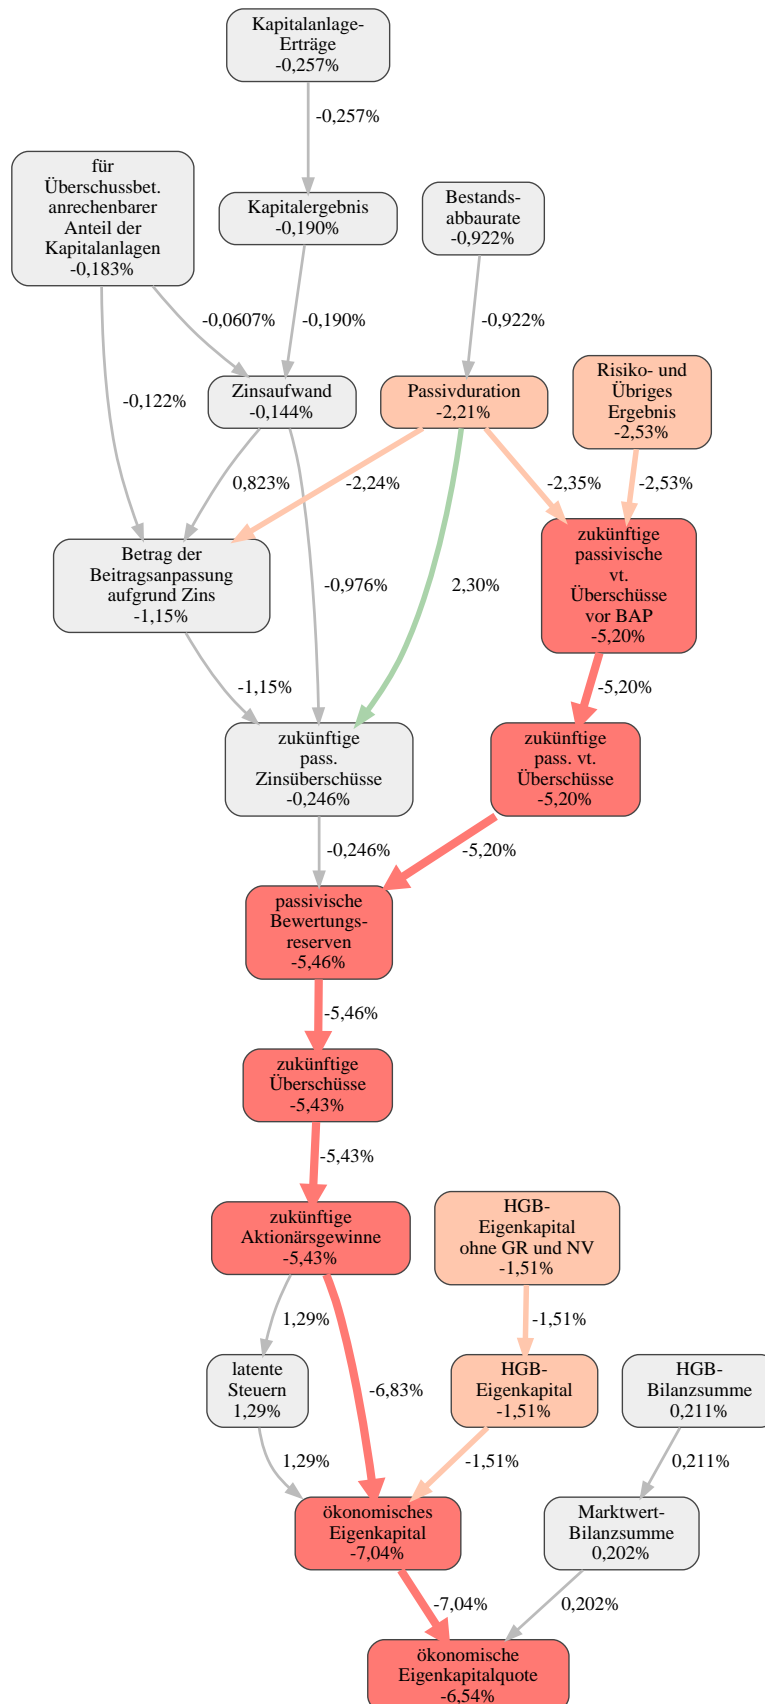 Kapitalanlage-
Erträge
-0,257%
-0,257%
für
Überschussbet.
anrechenbarer
Anteil der
Kapitalanlagen
-0,183%
Kapitalergebnis
-0,190%
Bestands-
abbaurate
-0,922%
-0,0607%
-0,190%
-0,922%
-0,122%
Zinsaufwand
-0,144%
Passivduration
-2,21%
Risiko- und
Übriges
Ergebnis
-2,53%
0,823%
-2,24%
-2,35%
-2,53%
Betrag der
Beitragsanpassung
aufgrund Zins
-1,15%
-0,976%
2,30%
zukünftige
passivische
vt.
Überschüsse
vor BAP
-5,20%
-1,15%
-5,20%
zukünftige
pass.
Zinsüberschüsse
-0,246%
zukünftige
pass. vt.
Überschüsse
-5,20%
-0,246%
-5,20%
passivische
Bewertungs-
reserven
-5,46%
-5,46%
zukünftige
Überschüsse
-5,43%
-5,43%
zukünftige
Aktionärsgewinne
-5,43%
HGB-
Eigenkapital
ohne GR und NV
-1,51%
1,29%
-1,51%
latente
Steuern
1,29%
-6,83%
HGB-
Eigenkapital
-1,51%
HGB-
Bilanzsumme
0,211%
1,29%
-1,51%
0,211%
ökonomisches
Eigenkapital
-7,04%
Marktwert-
Bilanzsumme
0,202%
-7,04%
0,202%
ökonomische
Eigenkapitalquote
-6,54%